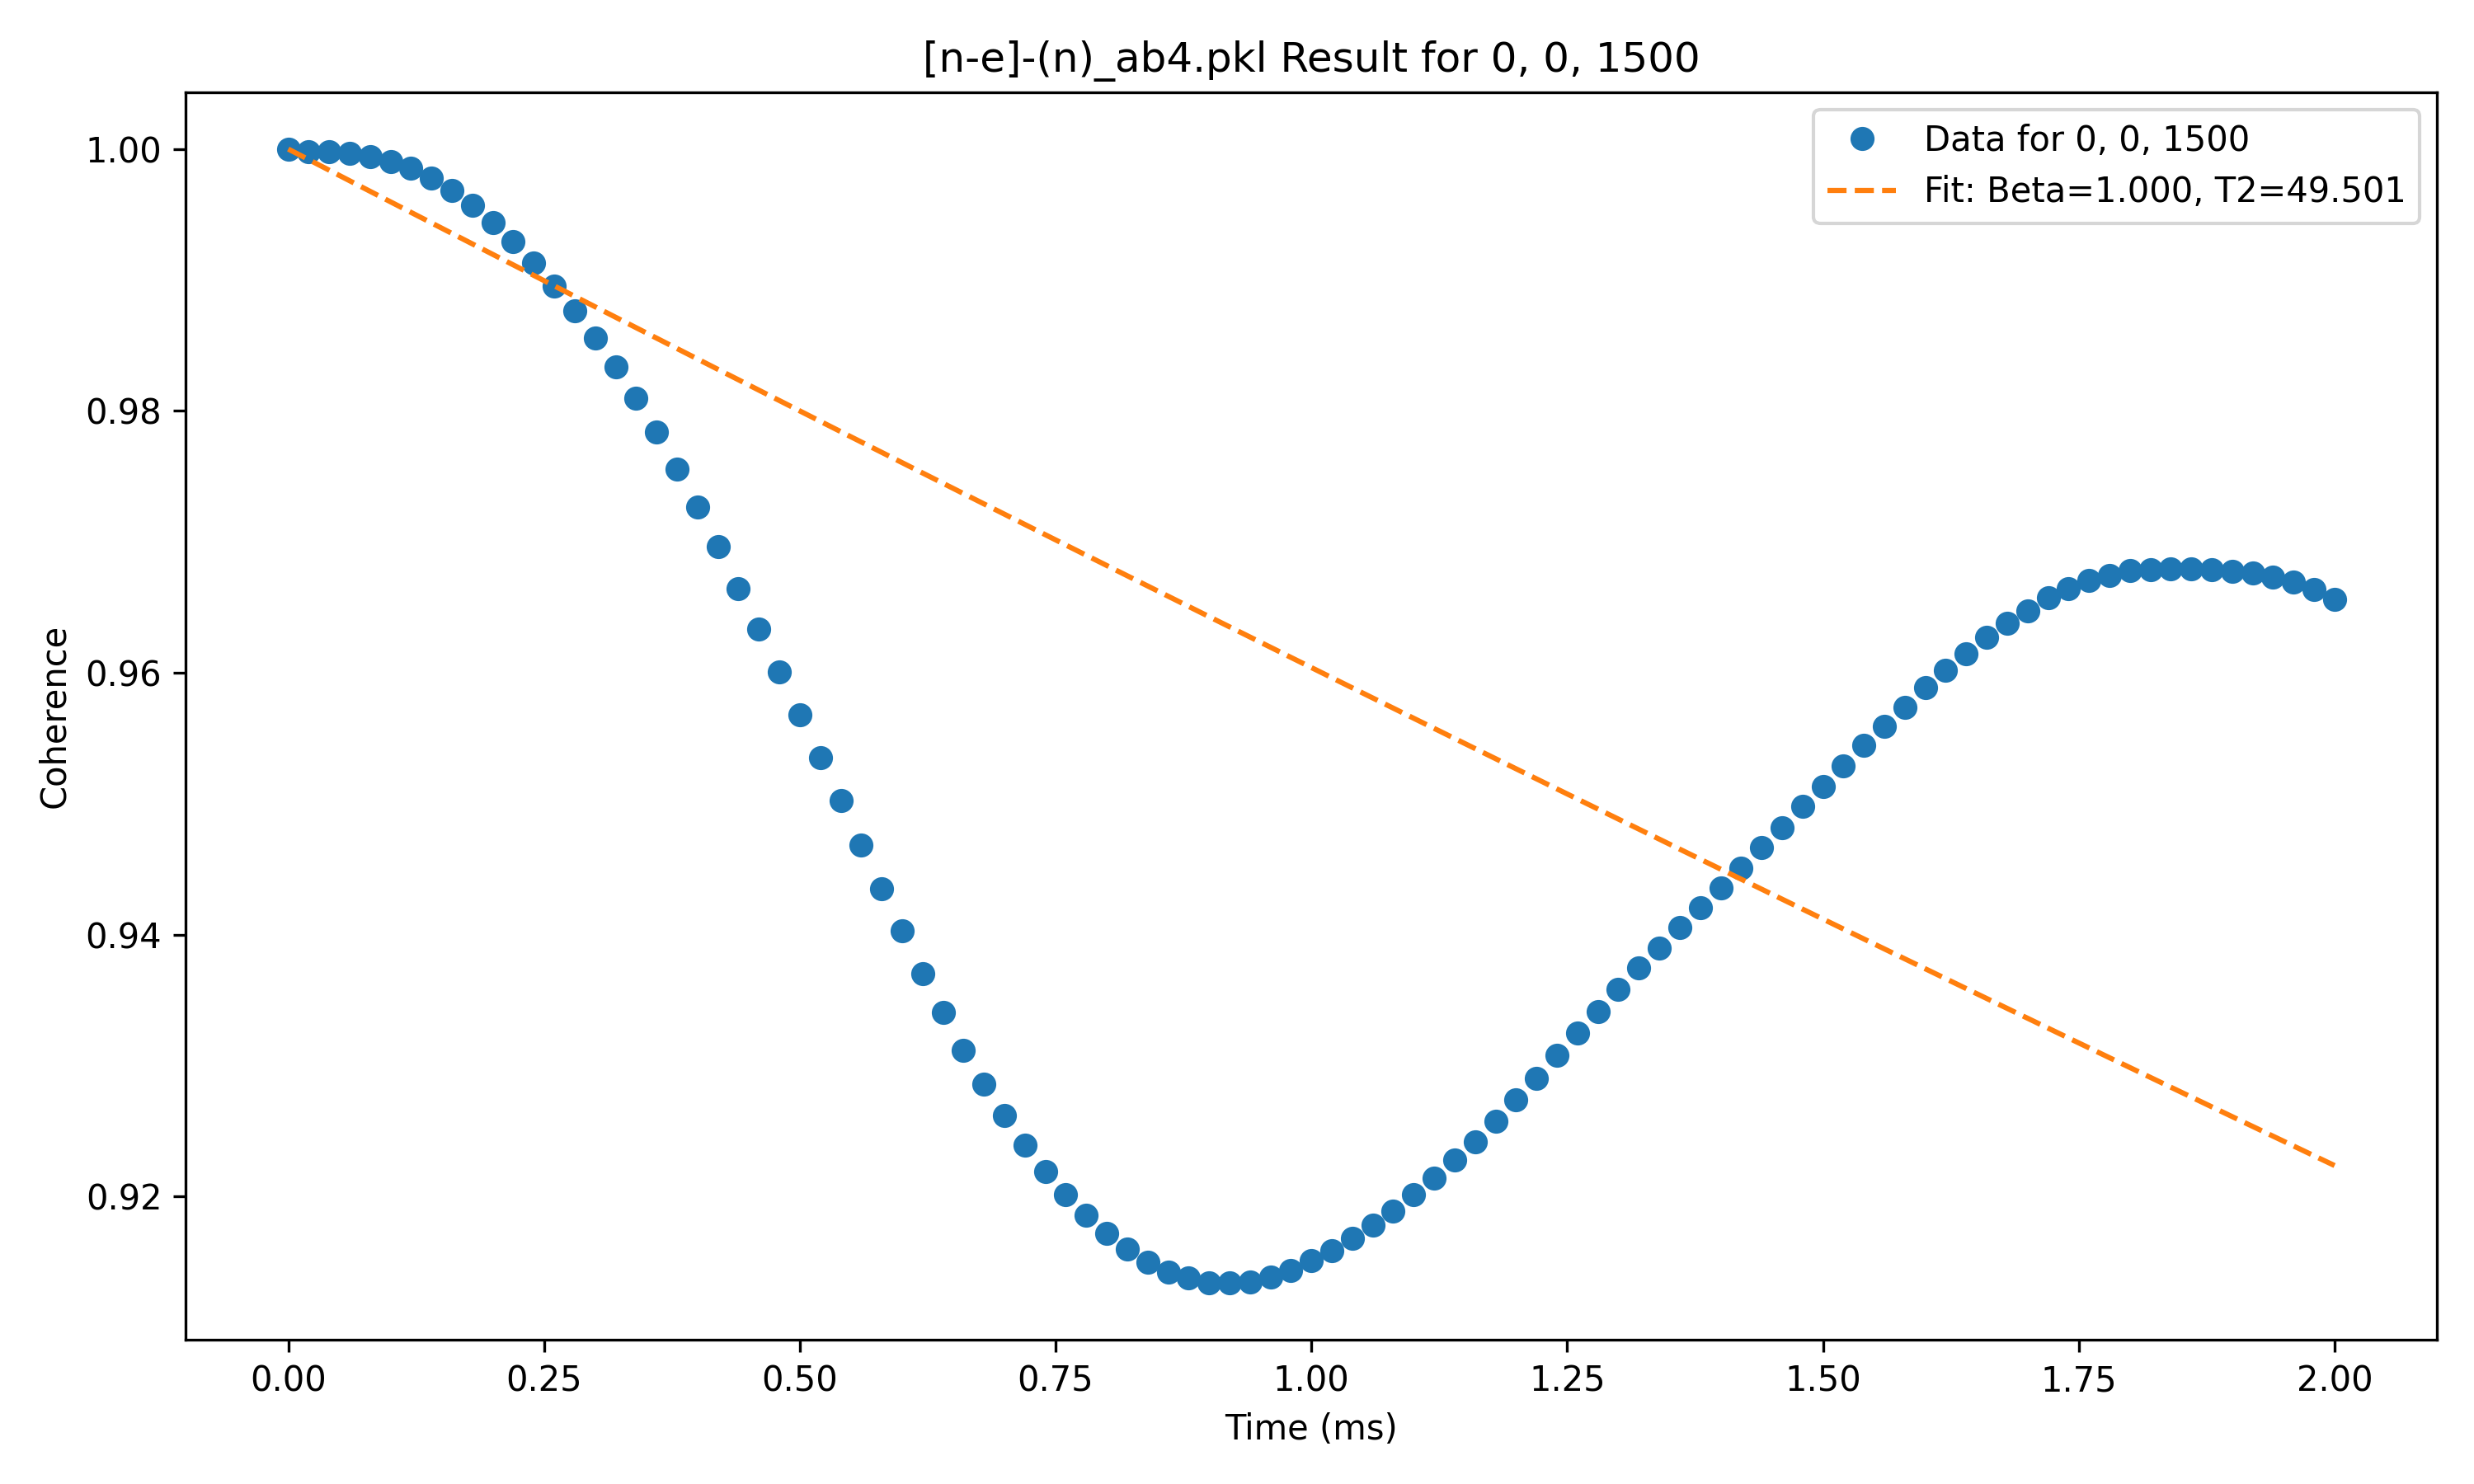 [n-e]-(n)_ab4.pkl Result for 0, 0, 1500
Data for 0, 0, 1500
Fit: Beta=1.000, T2=49.501
Coherence
1.00
0.98
0.96
0.94
0.92
0.00 0.25 0.50 0.75 1.00 1.25 1.50 1.75 2.00
Time (ms)